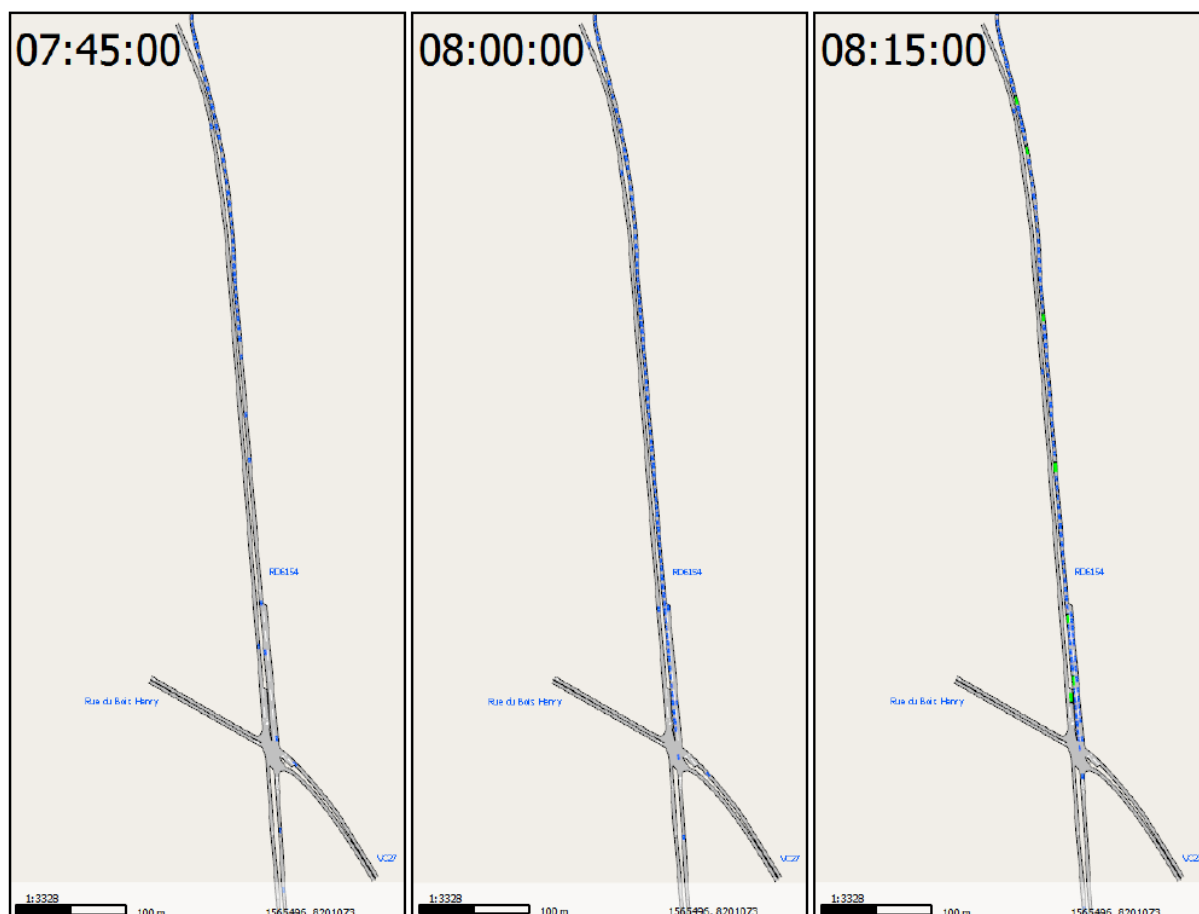 07:45:00
RD6154
Rue du Bois Henry
VC27
1:3328
100 m
1565496, 8201073
08:00:00
RD6154
Rue du Bois Henry
VC27
1:3328
100 m
1565496, 8201073
08:15:00
RD6154
Rue du Bois Henry
VC2
1:3328
100 m
1565496, 8201073